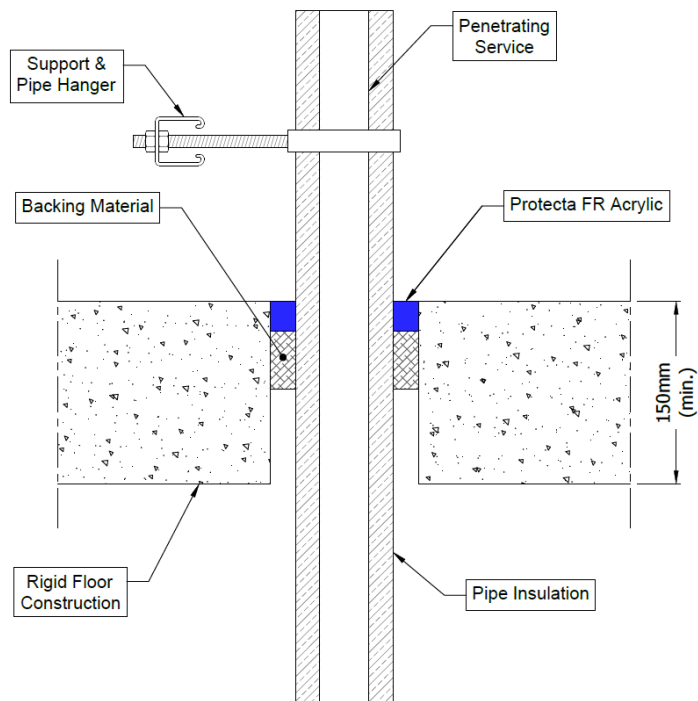 Penetrating
Service
Support &
Pipe Hanger
Backing Material
Protecta FR Acrylic
150mm
(min.)
Rigid Floor
Construction
Pipe Insulation